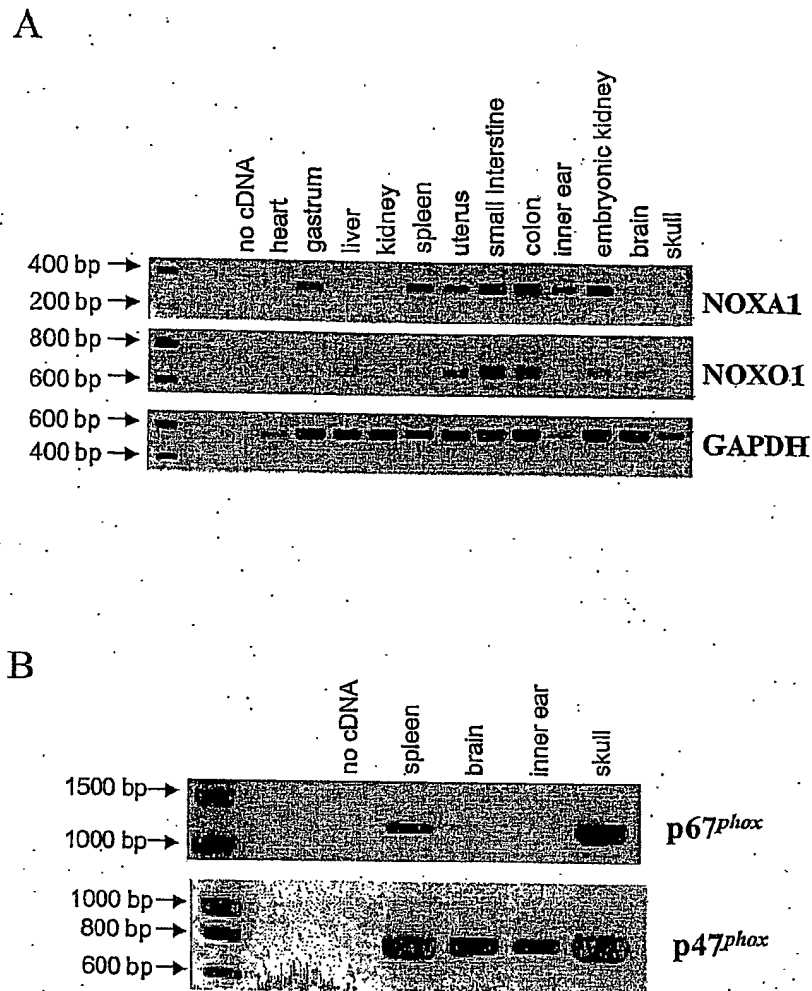 A
no cDNA
heart
gastrum
liver
kidney
spleen
uterus
small Interstine
colon
inner ear
embryonic kidney
brain
skull
400 bp
200 bp
NOXA1
800 bp
600 bp
NOXO1
600 bp
400 bp
GAPDH
B
no cDNA
spleen
brain
inner ear
skull
1500 bp
1000 bp
p67phox
1000 bp
800 bp
600 bp
p47phox